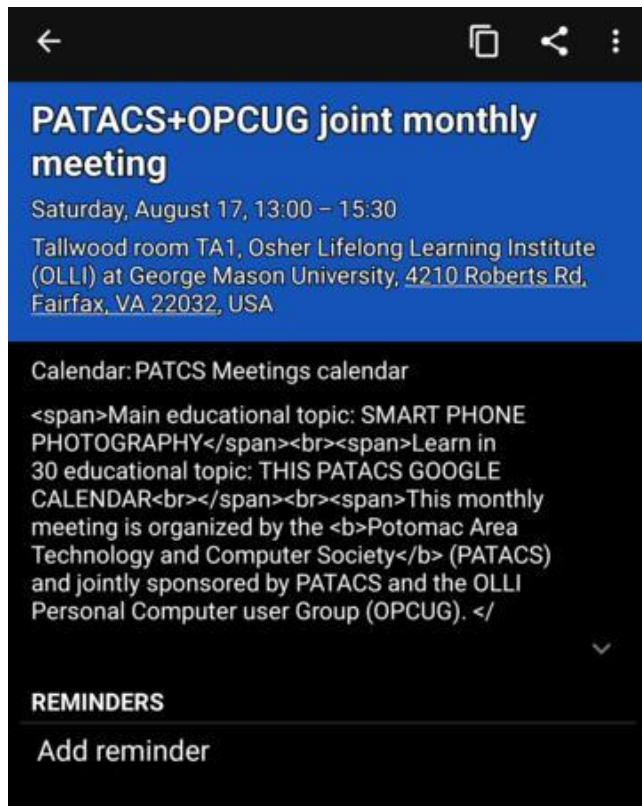 PATACS+OPCUG joint monthly
meeting
Saturday, August 17, 13:00 – 15:30
Tallwood room TA1, Osher Lifelong Learning Institute
(OLLI) at George Mason University, 4210 Roberts Rd,
Fairfax, VA 22032, USA
Calendar: PATCS Meetings calendar
<span>Main educational topic: SMART PHONE
PHOTOGRAPHY</span><br><span>Learn in
30 educational topic: THIS PATACS GOOGLE
CALENDAR<br></span><br><span>This monthly
meeting is organized by the <b>Potomac Area
Technology and Computer Society</b> (PATACS)
and jointly sponsored by PATACS and the OLLI
Personal Computer user Group (OPCUG). </
REMINDERS
Add reminder